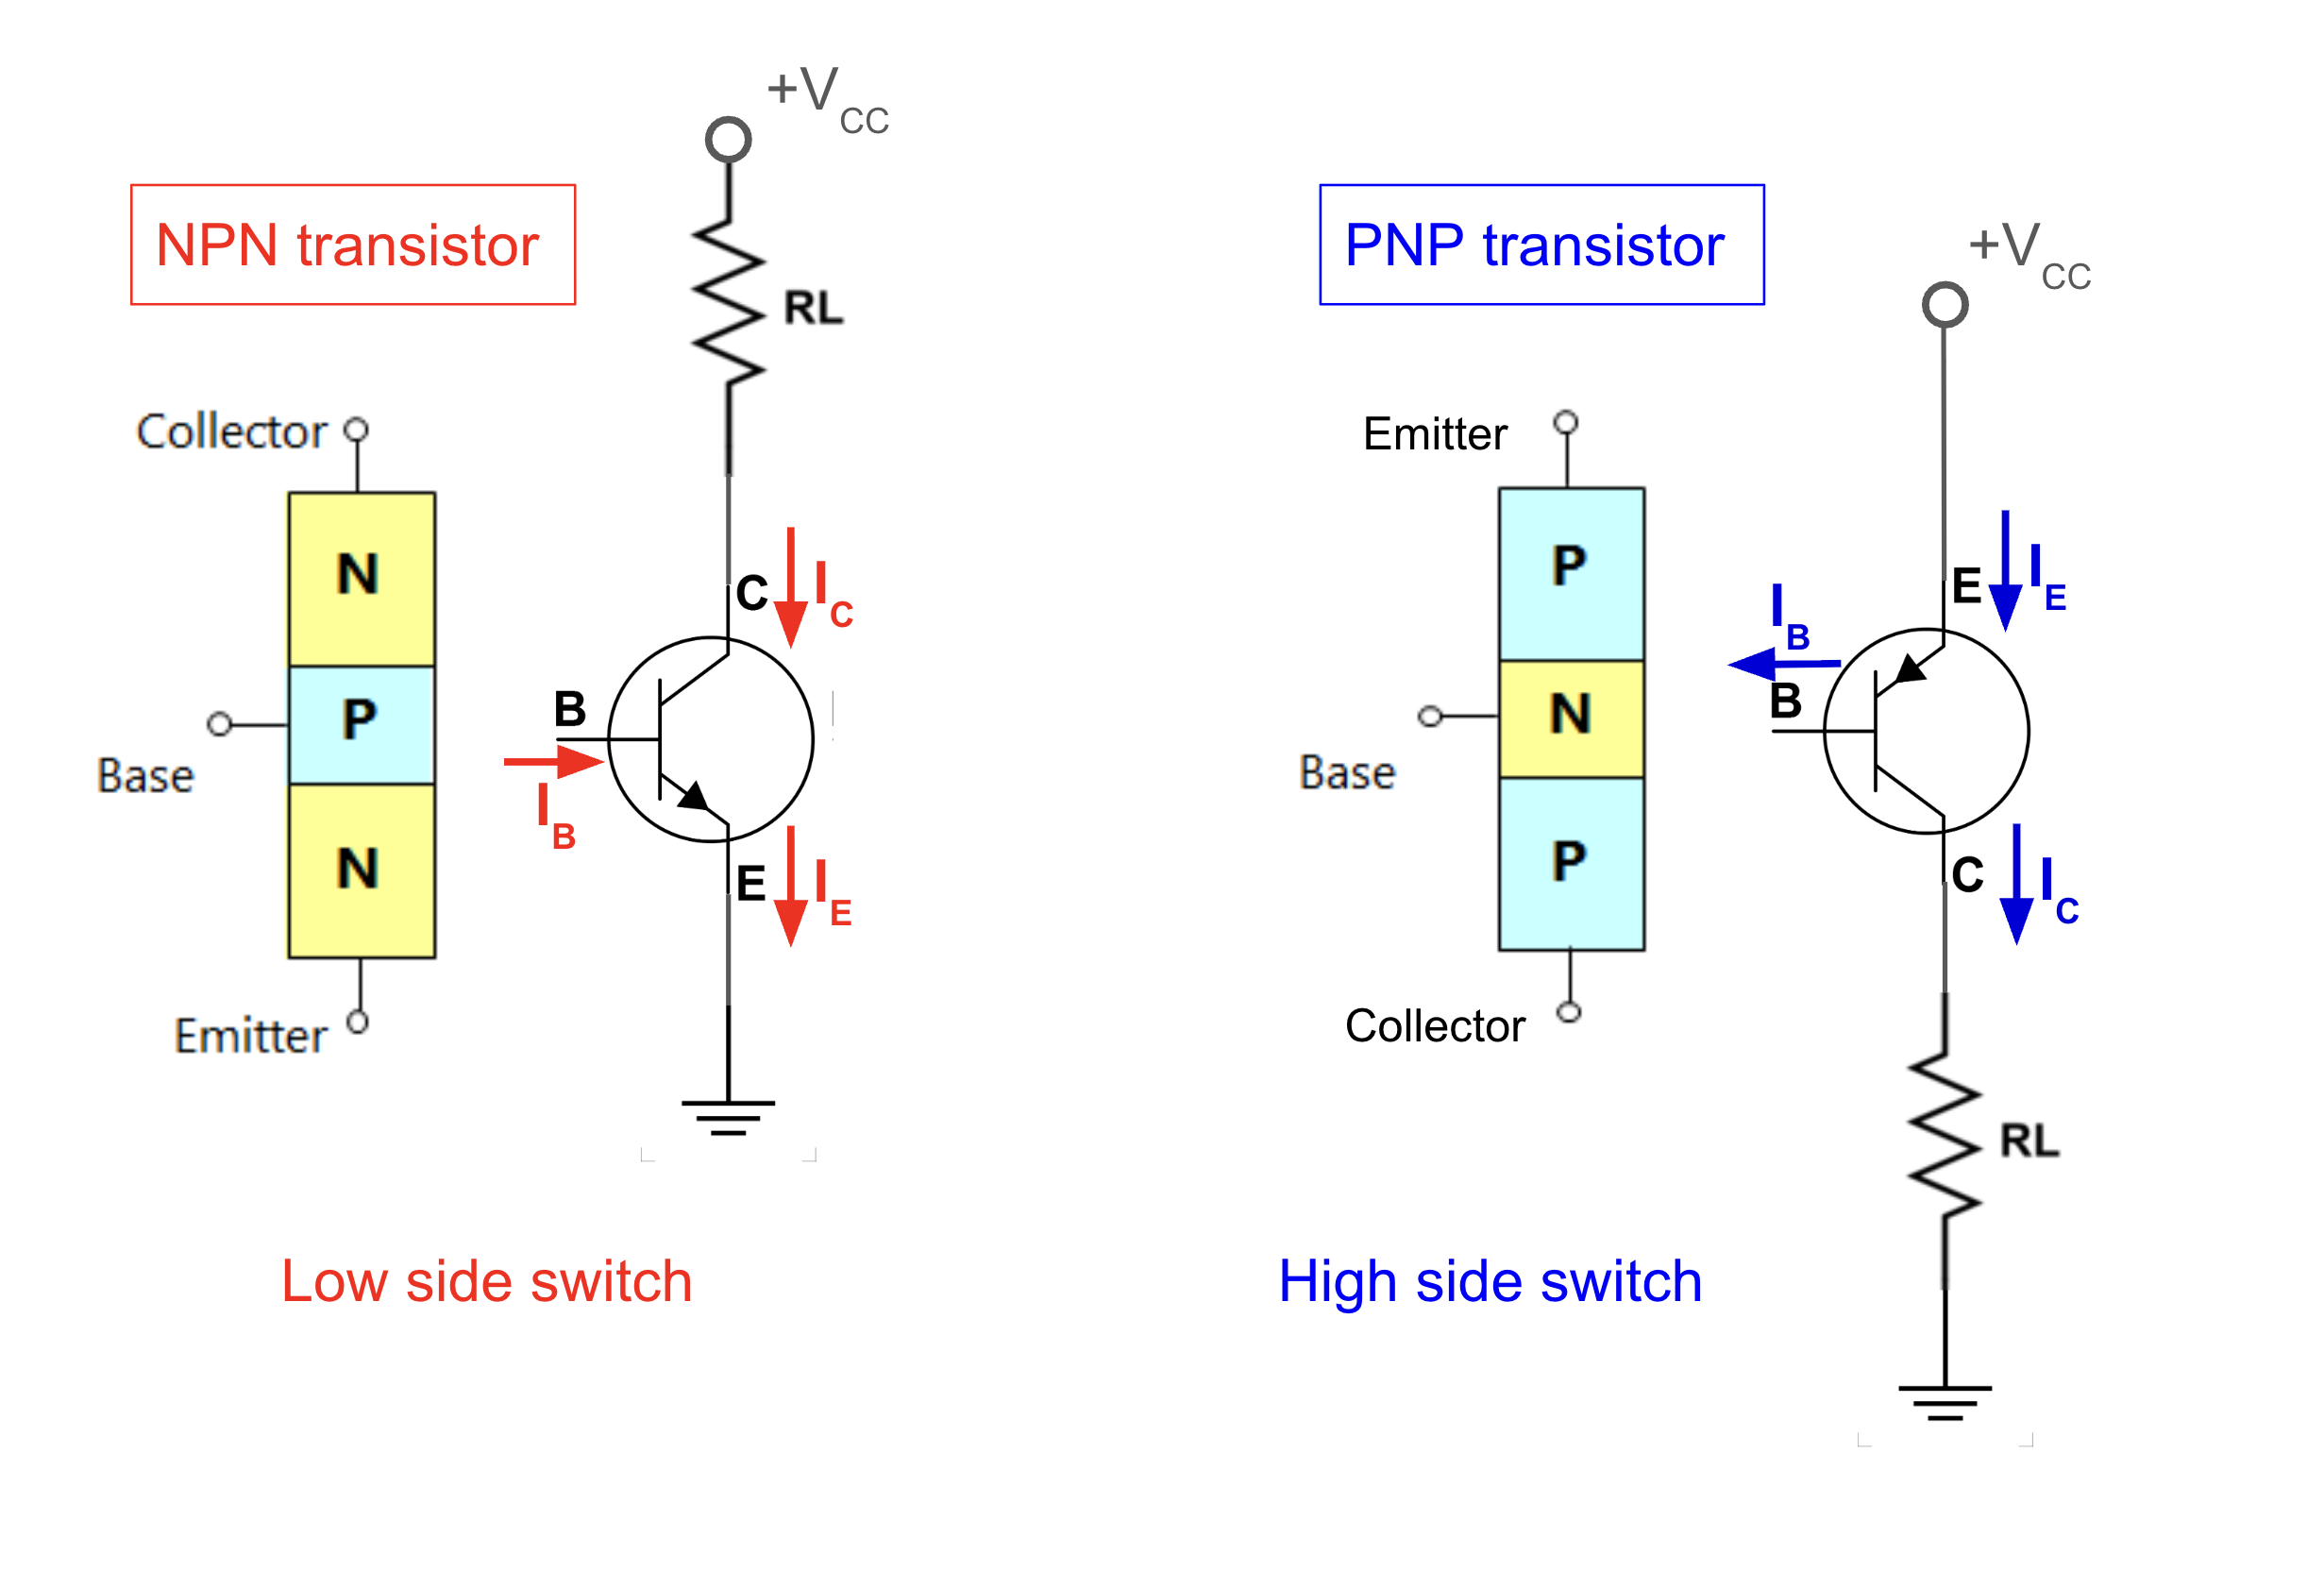 +VCC
NPN transistor
RL
Collector
N
P
N
Base
Emitter
C
IC
B
IB
E
IE
Low side switch
PNP transistor
+VCC
Emitter
P
N
P
Base
Collector
E
IE
IB
B
C
IC
RL
High side switch